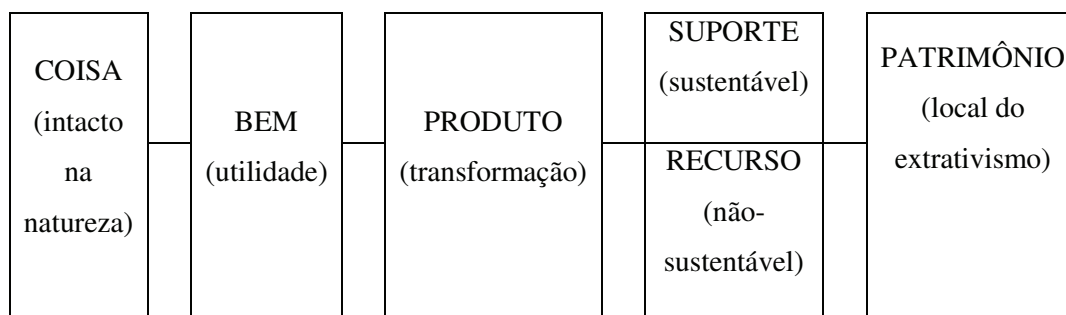 COISA
(intacto
na
natureza)
BEM
(utilidade)
PRODUTO
(transformação)
SUPORTE
(sustentável)
RECURSO
(não-
sustentável)
PATRIMÔNIO
(local do
extrativismo)